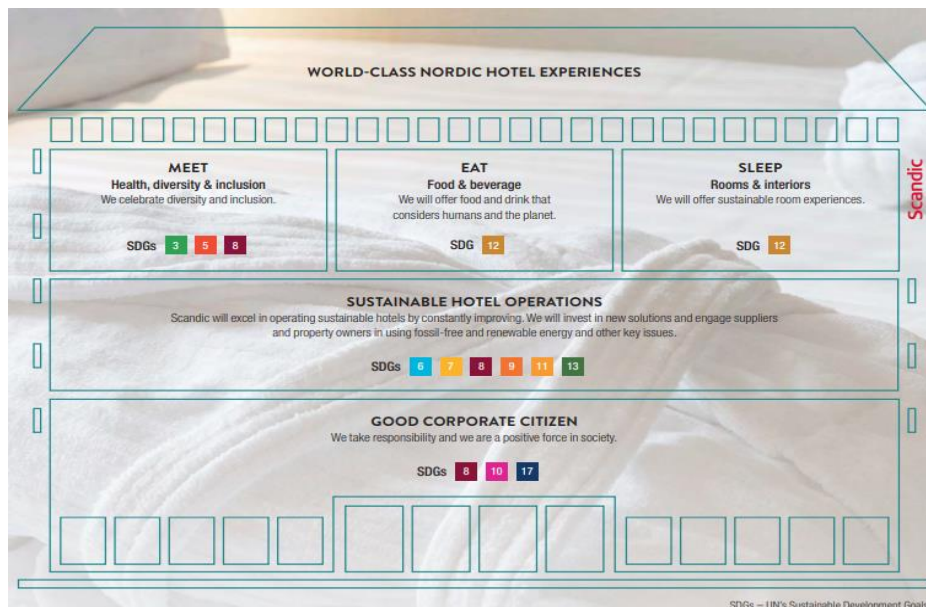 WORLD-CLASS NORDIC HOTEL EXPERIENCES
MEET
Health, diversity & inclusion
We celebrate diversity and inclusion.
SDGs 3 5 8
EAT
Food & beverage
We will offer food and drink that
considers humans and the planet.
SDG 12
SLEEP
Rooms & interiors
We will offer sustainable room experiences.
SDG 12
Scandic
SUSTAINABLE HOTEL OPERATIONS
Scandic will excel in operating sustainable hotels by constantly improving. We will invest in new solutions and engage suppliers
and property owners in using fossil-free and renewable energy and other key issues.
SDGs 6 7 8 9 11 13
GOOD CORPORATE CITIZEN
We take responsibility and we are a positive force in society.
SDGs 8 10 17
SDGs – UN's Sustainable Development Goals